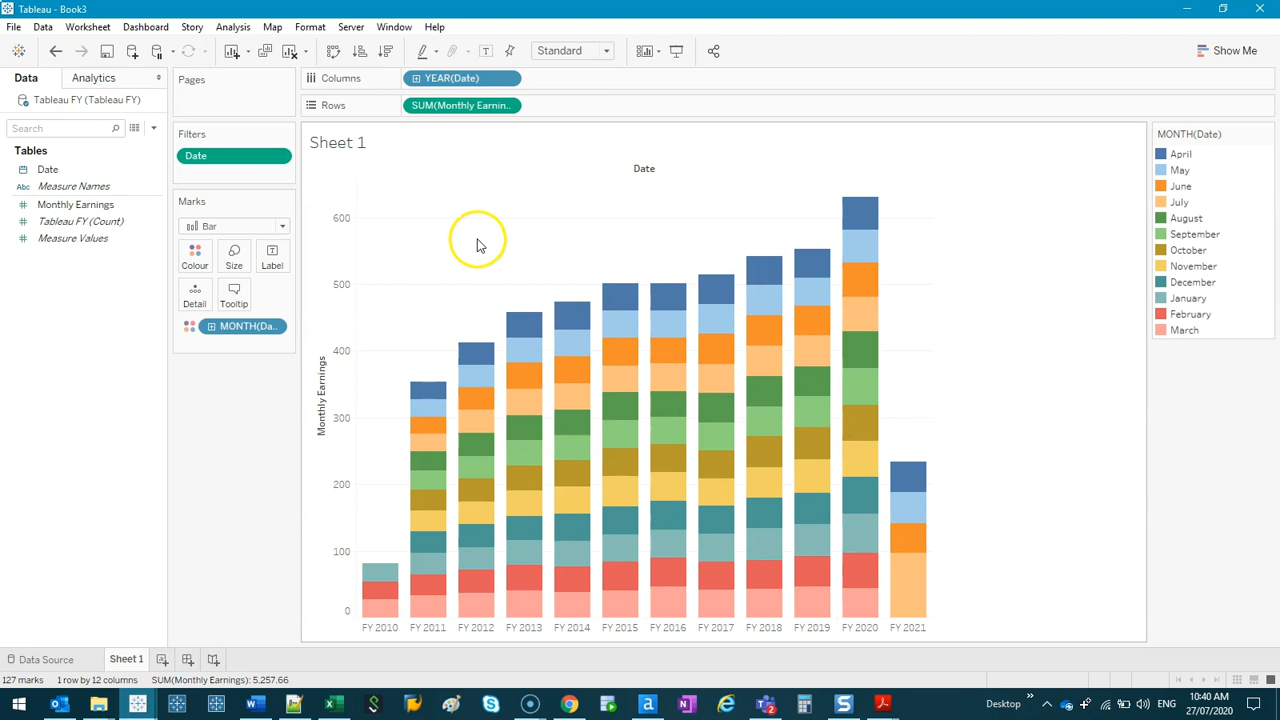 Tableau - Book3
File Data Worksheet Dashboard Story Analysis Map Format Server Window Help
Standard
Show Me
Data Analytics
Tableau FY (Tableau FY)
Search
Tables
Date
Abc Measure Names
Monthly Earnings
Tableau FY (Count)
Measure Values
Pages
Filters
Date
Marks
Bar
Colour Size Label
Detail Tooltip
MONTH(Da..
Columns YEAR(Date)
Rows SUM(Monthly Earnin..
Sheet 1
Date
Monthly Earnings
600
500
400
300
200
100
0
FY 2010 FY 2011 FY 2012 FY 2013 FY 2014 FY 2015 FY 2016 FY 2017 FY 2018 FY 2019 FY 2020 FY 2021
MONTH(Date)
April
May
June
July
August
September
October
November
December
January
February
March
Data Source Sheet 1
127 marks 1 row by 12 columns SUM(Monthly Earnings): 5,257.66
Desktop ENG 10:40 AM
27/07/2020